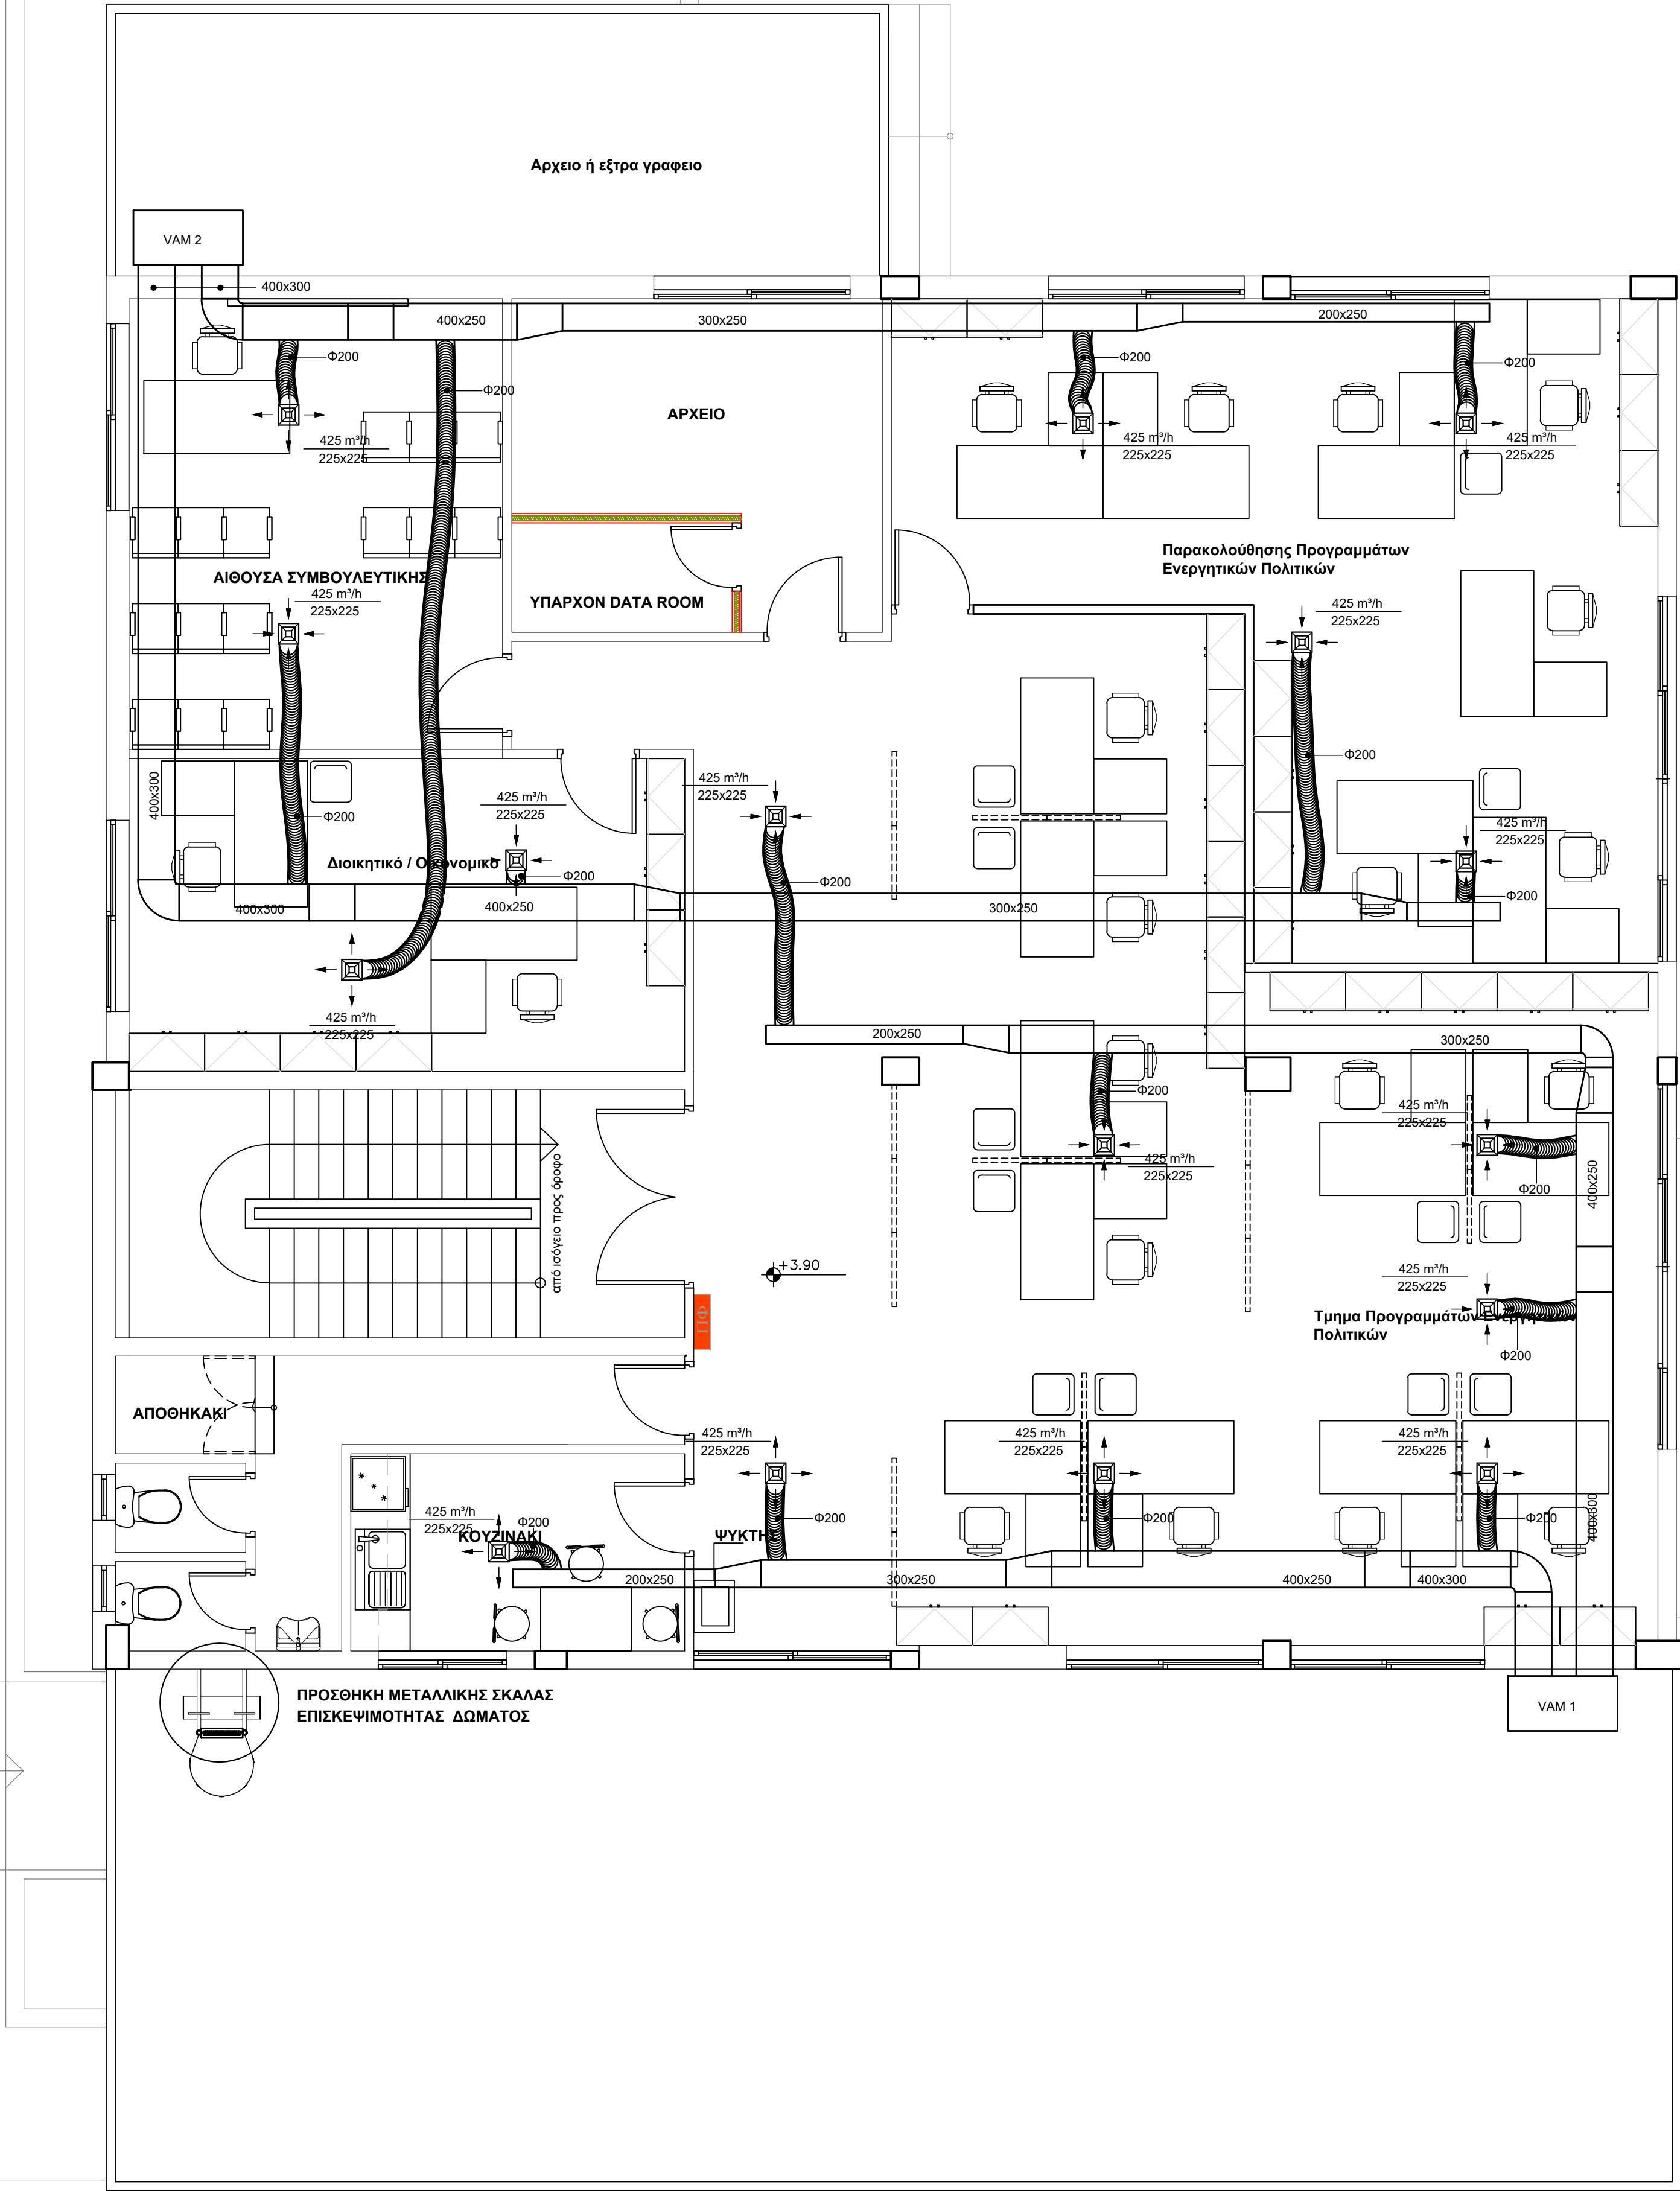 Αρχειο ή εξτρα γραφειο
VAM 2
400x300
400x250
300x250
200x250
Φ200
Φ200
Φ200
Φ200
ΑΡΧΕΙΟ
425 m³/h
225x225
425 m³/h
225x225
425 m³/h
225x225
Παρακολούθησης Προγραμμάτων
Ενεργητικών Πολιτικών
ΑΙΘΟΥΣΑ ΣΥΜΒΟΥΛΕΥΤΙΚΗΣ
425 m³/h
225x225
ΥΠΑΡΧΟΝ DATA ROOM
425 m³/h
225x225
Φ200
400x300
425 m³/h
225x225
425 m³/h
225x225
Φ200
425 m³/h
225x225
Διοικητικό / Οικονομικό
Φ200
Φ200
Φ200
400x300
400x250
300x250
425 m³/h
225x225
200x250
300x250
Φ200
425 m³/h
225x225
425 m³/h
225x225
Φ200
400x250
από ισόγειο προς όροφο
+3.90
425 m³/h
225x225
ΠΦ
Τμημα Προγραμμάτων Ενεργητικών
Πολιτικών
Φ200
ΑΠΟΘΗΚΑΚΙ
425 m³/h
225x225
425 m³/h
225x225
425 m³/h
225x225
425 m³/h
225x225
Φ200
ΚΟΥΖΙΝΑΚΙ
ΨΥΚΤΗΣ
Φ200
Φ200
Φ200
400x300
200x250
300x250
400x250
400x300
ΠΡΟΣΘΗΚΗ ΜΕΤΑΛΛΙΚΗΣ ΣΚΑΛΑΣ
ΕΠΙΣΚΕΨΙΜΟΤΗΤΑΣ ΔΩΜΑΤΟΣ
VAM 1